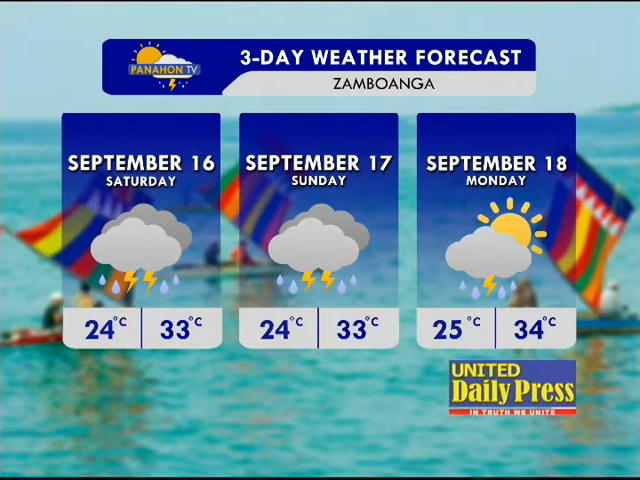 PANAHON TV
3-DAY WEATHER FORECAST
ZAMBOANGA
SEPTEMBER 16
SATURDAY
24°C 33°C
SEPTEMBER 17
SUNDAY
24°C 33°C
SEPTEMBER 18
MONDAY
25°C 34°C
UNITED
Daily Press
IN TRUTH WE UNITE